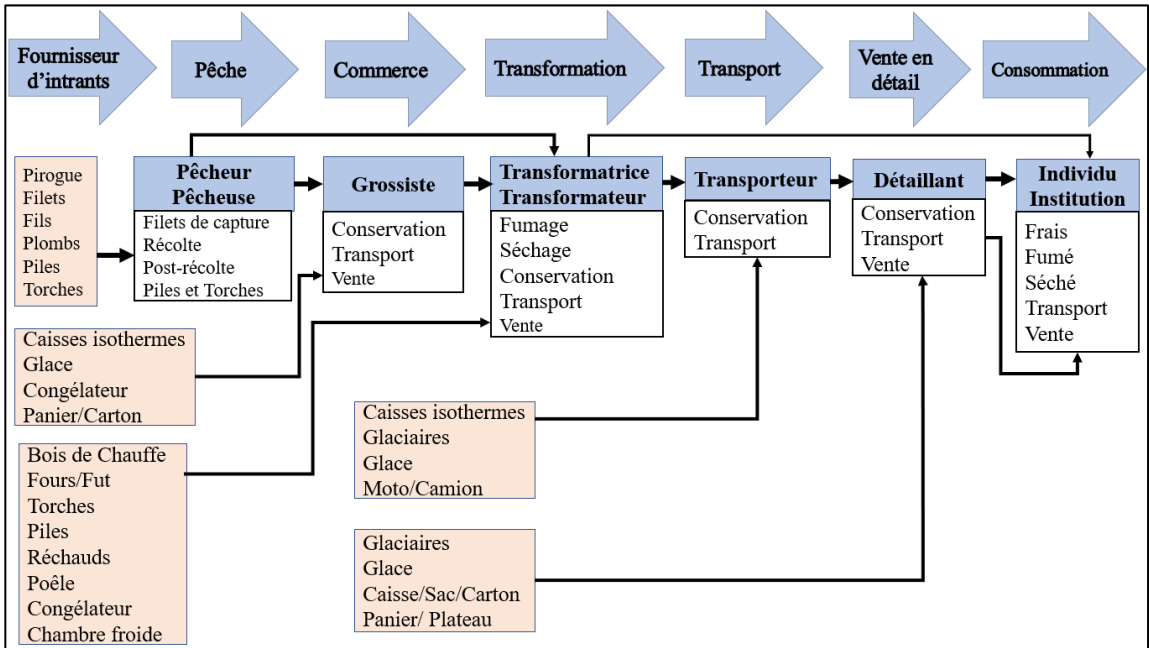 Fournisseur
d'intrants
Pêche
Commerce
Transformation
Transport
Vente en
détail
Consommation
Pirogue
Filets
Fils
Plombs
Piles
Torches
Pêcheur
Pêcheuse
Filets de capture
Récolte
Post-récolte
Piles et Torches
Grossiste
Conservation
Transport
Vente
Transformatrice
Transformateur
Fumage
Séchage
Conservation
Transport
Vente
Transporteur
Conservation
Transport
Détaillant
Conservation
Transport
Vente
Individu
Institution
Frais
Fumé
Séché
Transport
Vente
Caisses isothermes
Glace
Congélateur
Panier/Carton
Bois de Chauffe
Fours/Fut
Torches
Piles
Réchauds
Poêle
Congélateur
Chambre froide
Caisses isothermes
Glaciaires
Glace
Moto/Camion
Glaciaires
Glace
Caisse/Sac/Carton
Panier/ Plateau